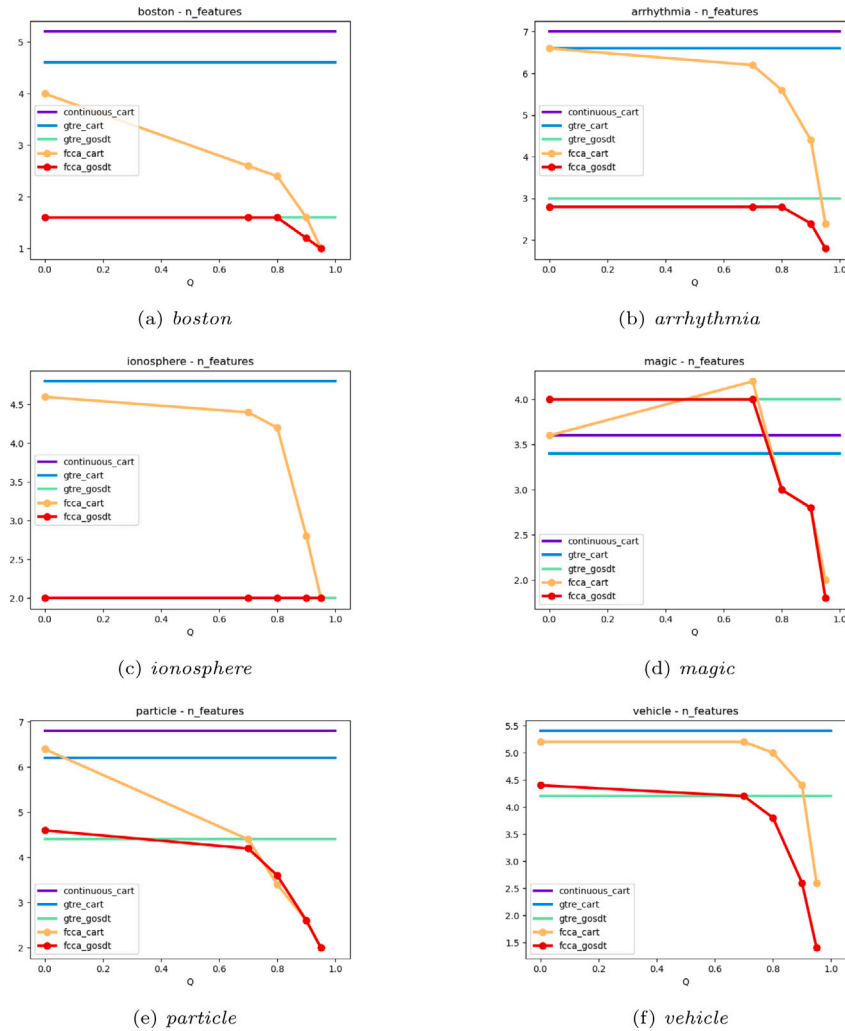 boston - n_features
5
4
3
2
1
continuous_cart
gtre_cart
gtre_gosdt
fcca_cart
fcca_gosdt
0.0 0.2 0.4 0.6 0.8 1.0
Q
(a) boston
arrhythmia - n_features
7
6
5
4
3
2
continuous_cart
gtre_cart
gtre_gosdt
fcca_cart
fcca_gosdt
0.0 0.2 0.4 0.6 0.8 1.0
Q
(b) arrhythmia
ionosphere - n_features
4.5
4.0
3.5
3.0
2.5
2.0
continuous_cart
gtre_cart
gtre_gosdt
fcca_cart
fcca_gosdt
0.0 0.2 0.4 0.6 0.8 1.0
Q
(c) ionosphere
magic - n_features
4.0
3.5
3.0
2.5
2.0
continuous_cart
gtre_cart
gtre_gosdt
fcca_cart
fcca_gosdt
0.0 0.2 0.4 0.6 0.8 1.0
Q
(d) magic
particle - n_features
7
6
5
4
3
2
continuous_cart
gtre_cart
gtre_gosdt
fcca_cart
fcca_gosdt
0.0 0.2 0.4 0.6 0.8 1.0
Q
(e) particle
vehicle - n_features
5.5
5.0
4.5
4.0
3.5
3.0
2.5
2.0
1.5
continuous_cart
gtre_cart
gtre_gosdt
fcca_cart
fcca_gosdt
0.0 0.2 0.4 0.6 0.8 1.0
Q
(f) vehicle